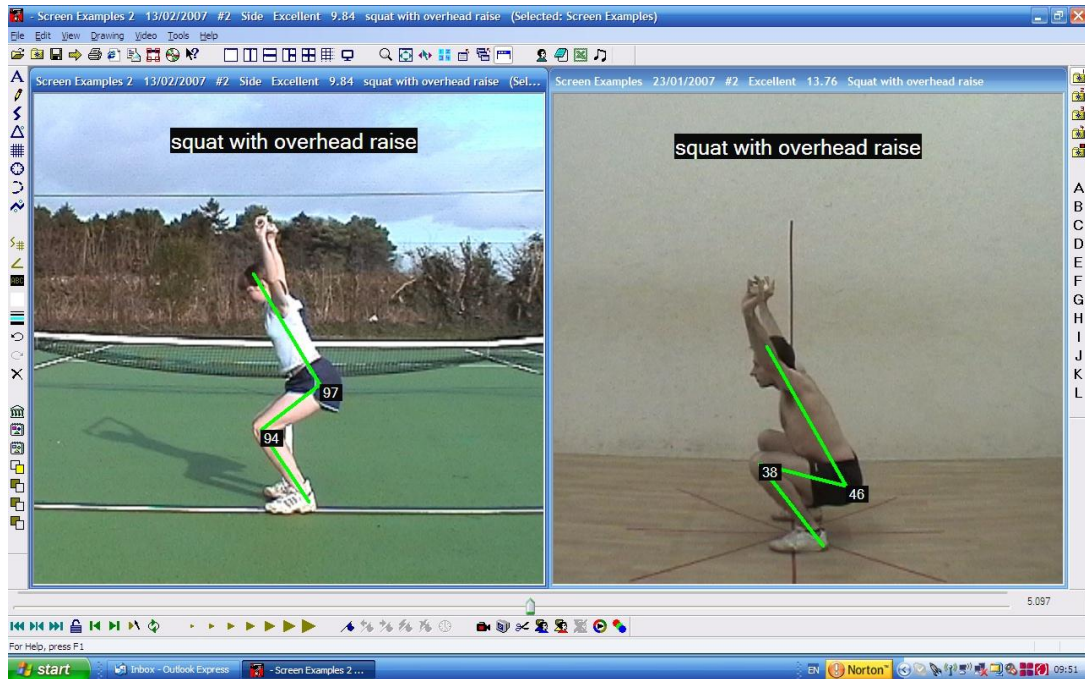 - Screen Examples 2 13/02/2007 #2 Side Excellent 9.84 squat with overhead raise (Selected: Screen Examples)
File Edit View Drawing Video Tools Help
Screen Examples 2 13/02/2007 #2 Side Excellent 9.84 squat with overhead raise (Sel...
Screen Examples 23/01/2007 #2 Excellent 13.76 Squat with overhead raise
A
ABC
squat with overhead raise
97
94
squat with overhead raise
38
46
A
B
C
D
E
F
G
H
I
J
K
L
5.097
For Help, press F1
start
Inbox - Outlook Express
- Screen Examples 2 ...
EN
Norton™
09:51